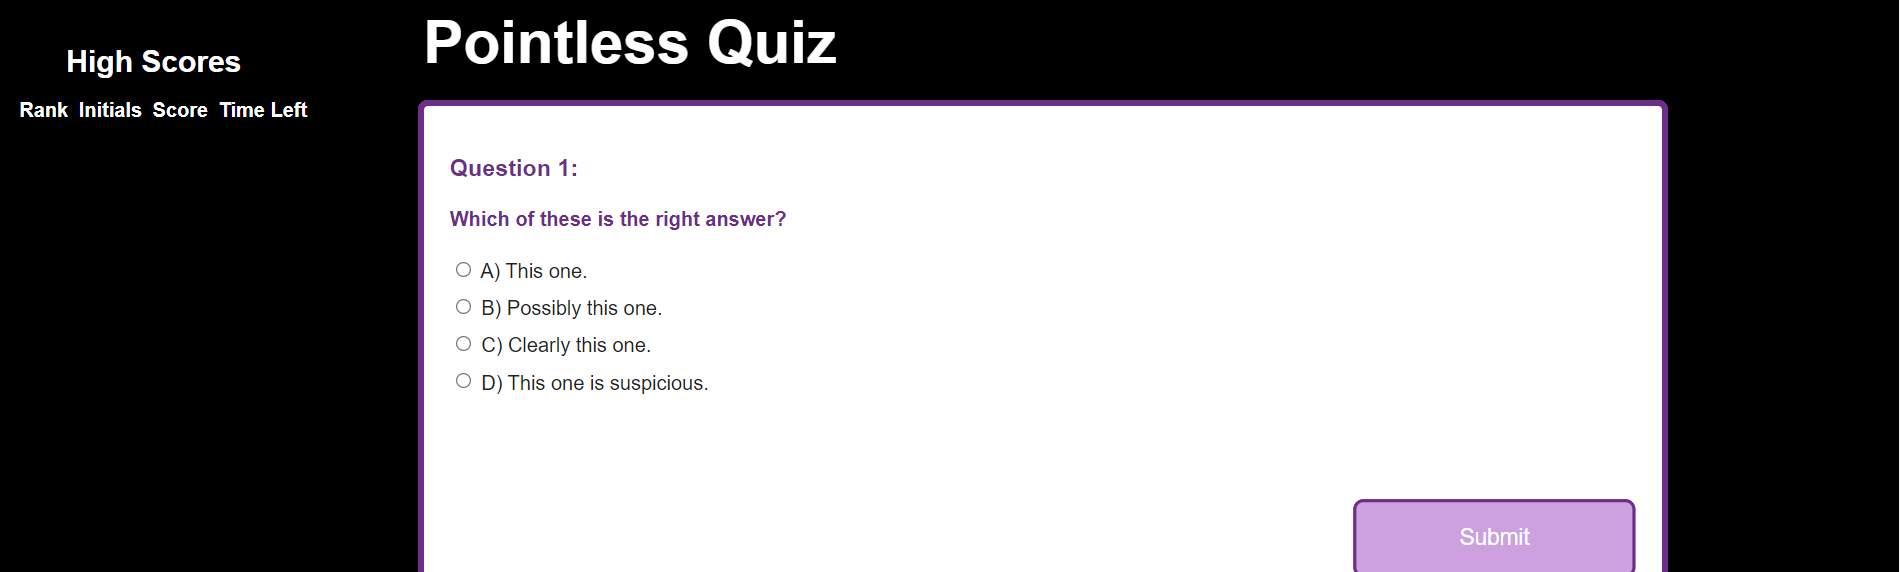 High Scores
Rank Initials Score Time Left
Pointless Quiz
Question 1:
Which of these is the right answer?
A) This one.
B) Possibly this one.
C) Clearly this one.
D) This one is suspicious.
Submit